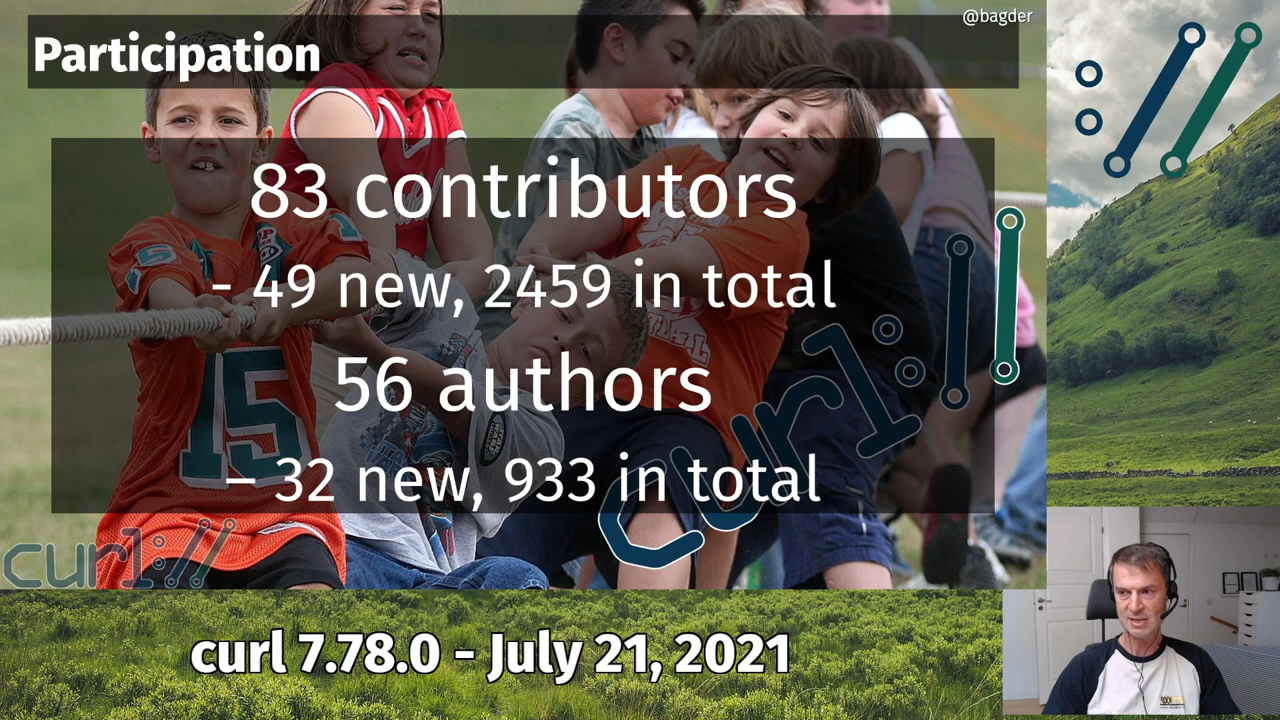 @bagder
Participation
83 contributors
- 49 new, 2459 in total
56 authors
– 32 new, 933 in total
curl://
curl://
15
curl 7.78.0 - July 21, 2021